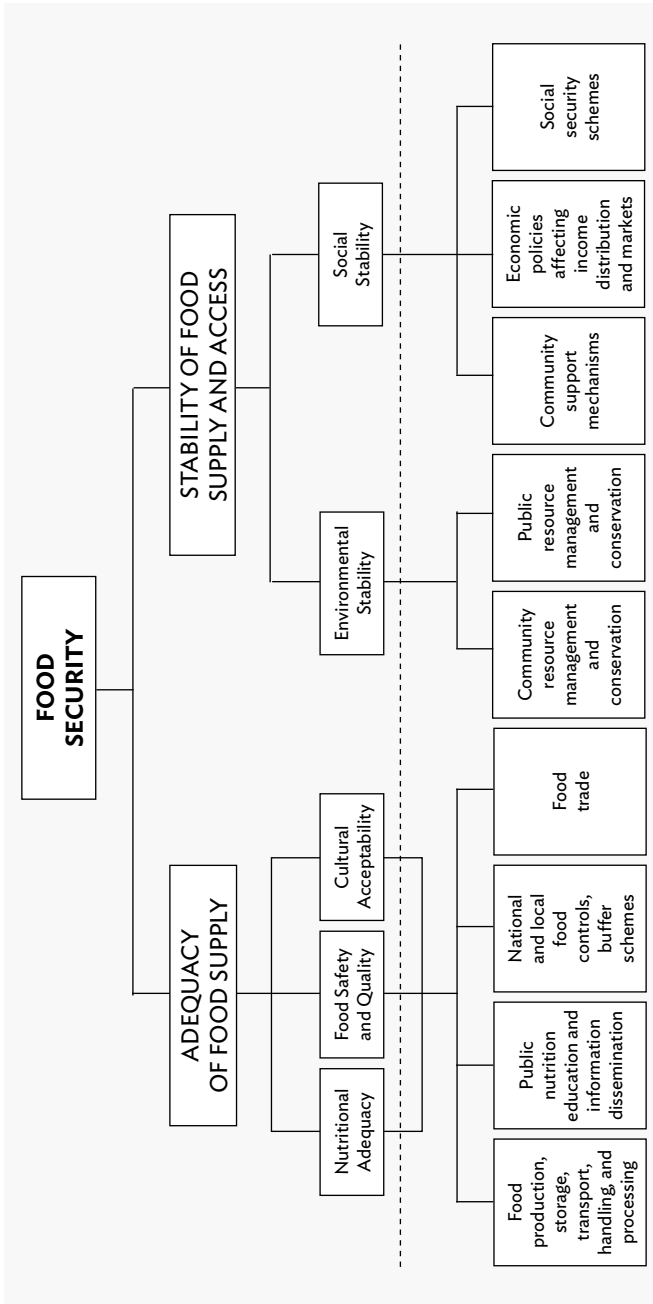 FOOD
SECURITY
ADEQUACY
OF FOOD SUPPLY
STABILITY OF FOOD
SUPPLY AND ACCESS
Nutritional
Adequacy
Food Safety
and Quality
Cultural
Acceptability
Environmental
Stability
Social
Stability
Food
production,
storage,
transport,
handling, and
processing
Public
nutrition
education and
information
dissemination
National
and local
food
controls,
buffer
schemes
Food
trade
Community
resource
management
and
conservation
Public
resource
management
and
conservation
Community
support
mechanisms
Economic
policies
affecting
income
distribution
and markets
Social
security
schemes